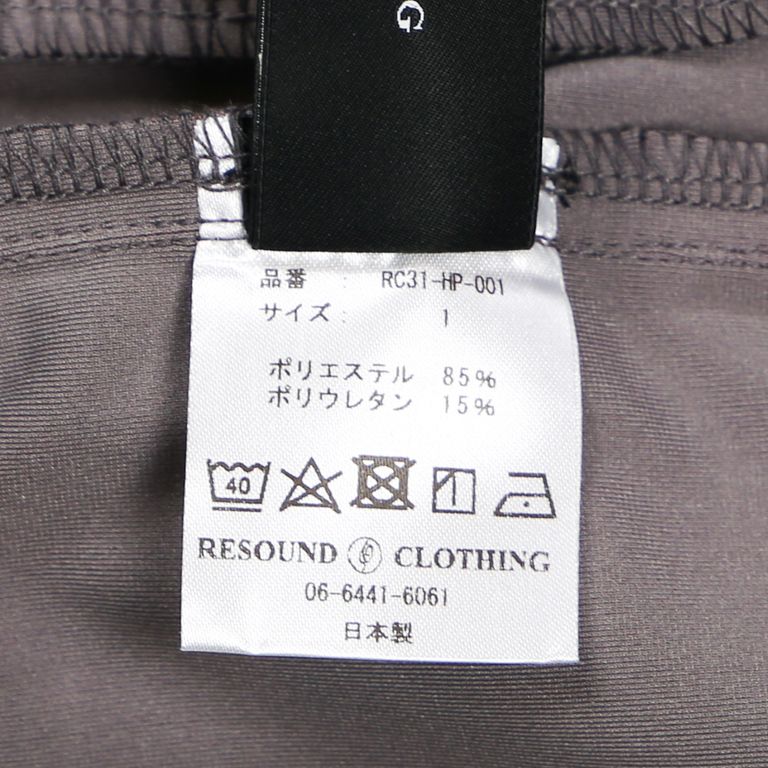 G
品番 : RC31-HP-001
サイズ : 1
ポリエステル 85%
ポリウレタン 15%
40
RESOUND CLOTHING
06-6441-6061
日本製